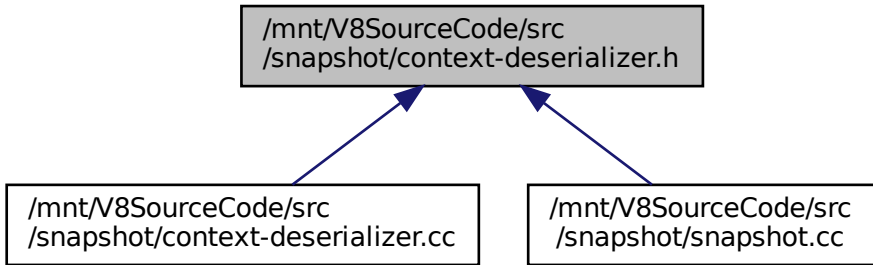 /mnt/V8SourceCode/src
/snapshot/context-deserializer.h
/mnt/V8SourceCode/src
/snapshot/context-deserializer.cc
/mnt/V8SourceCode/src
/snapshot/snapshot.cc